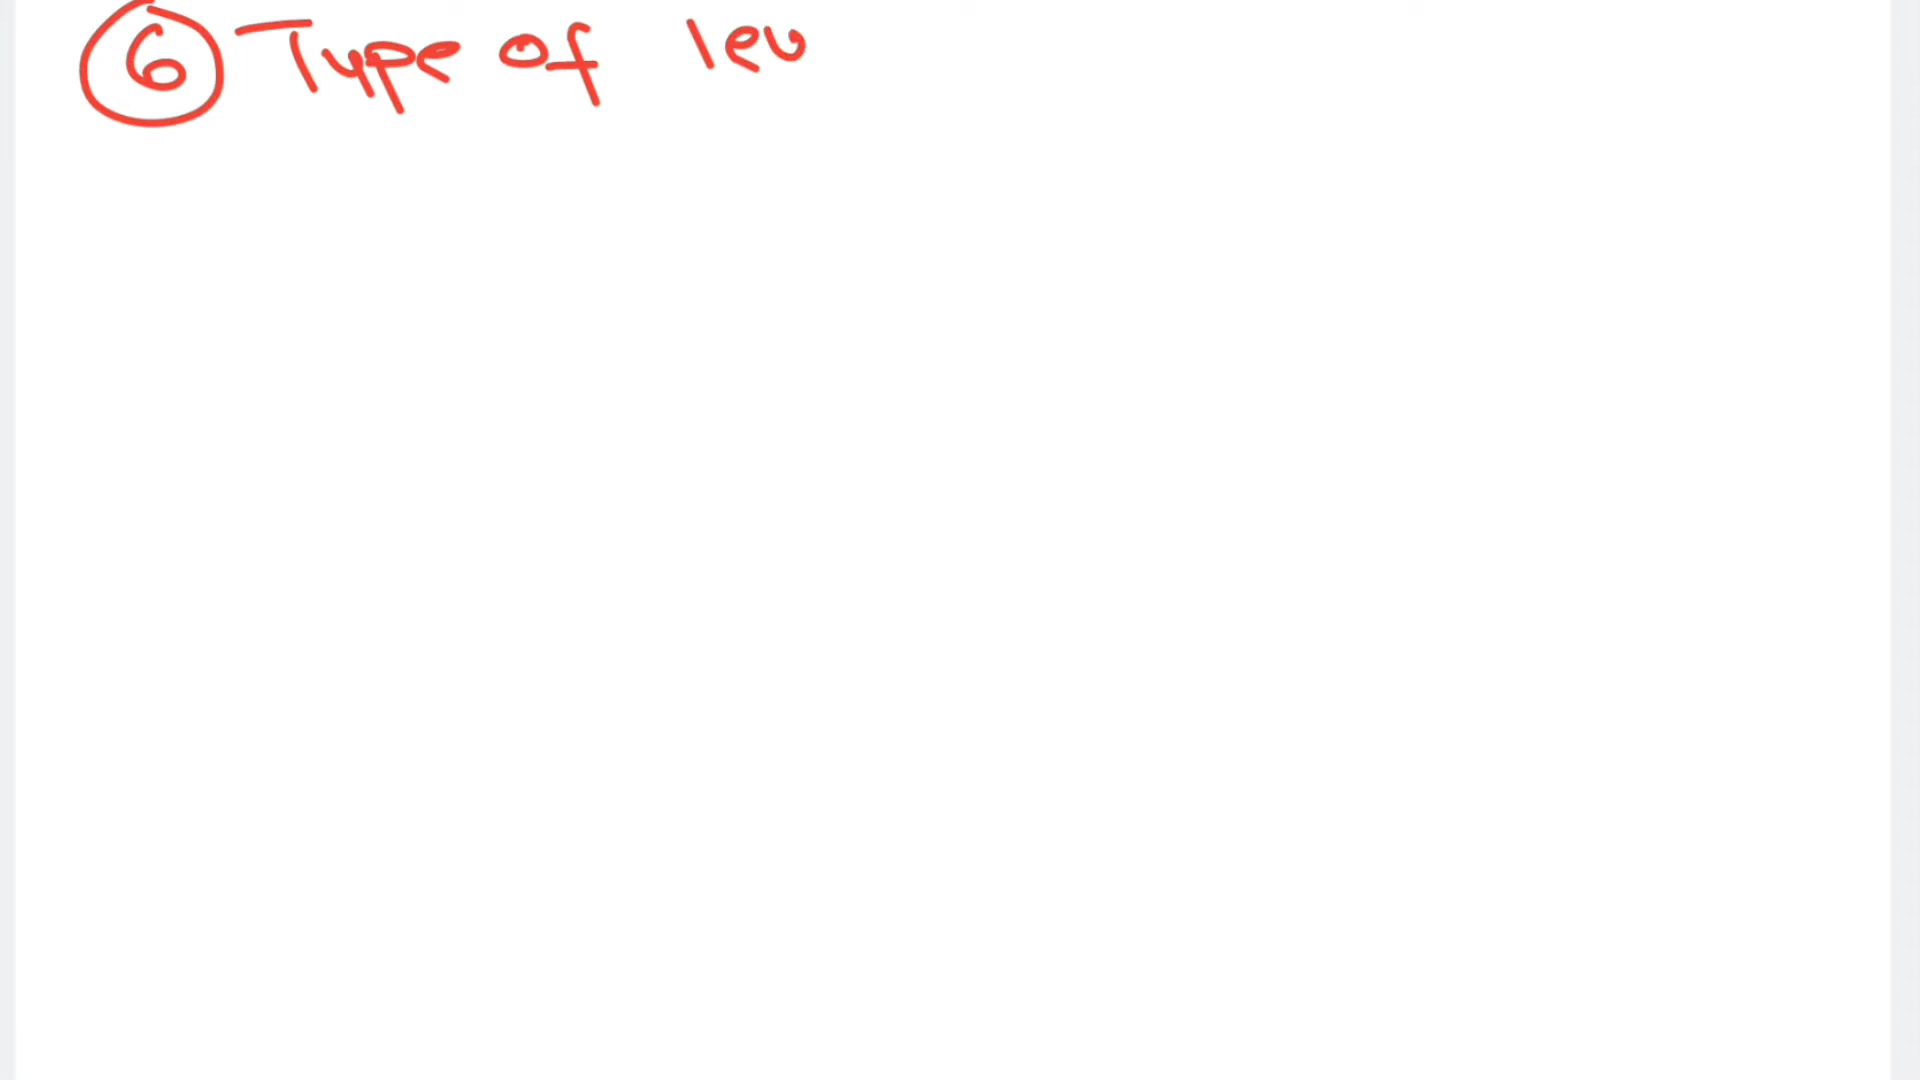 ⑥ Type of lev